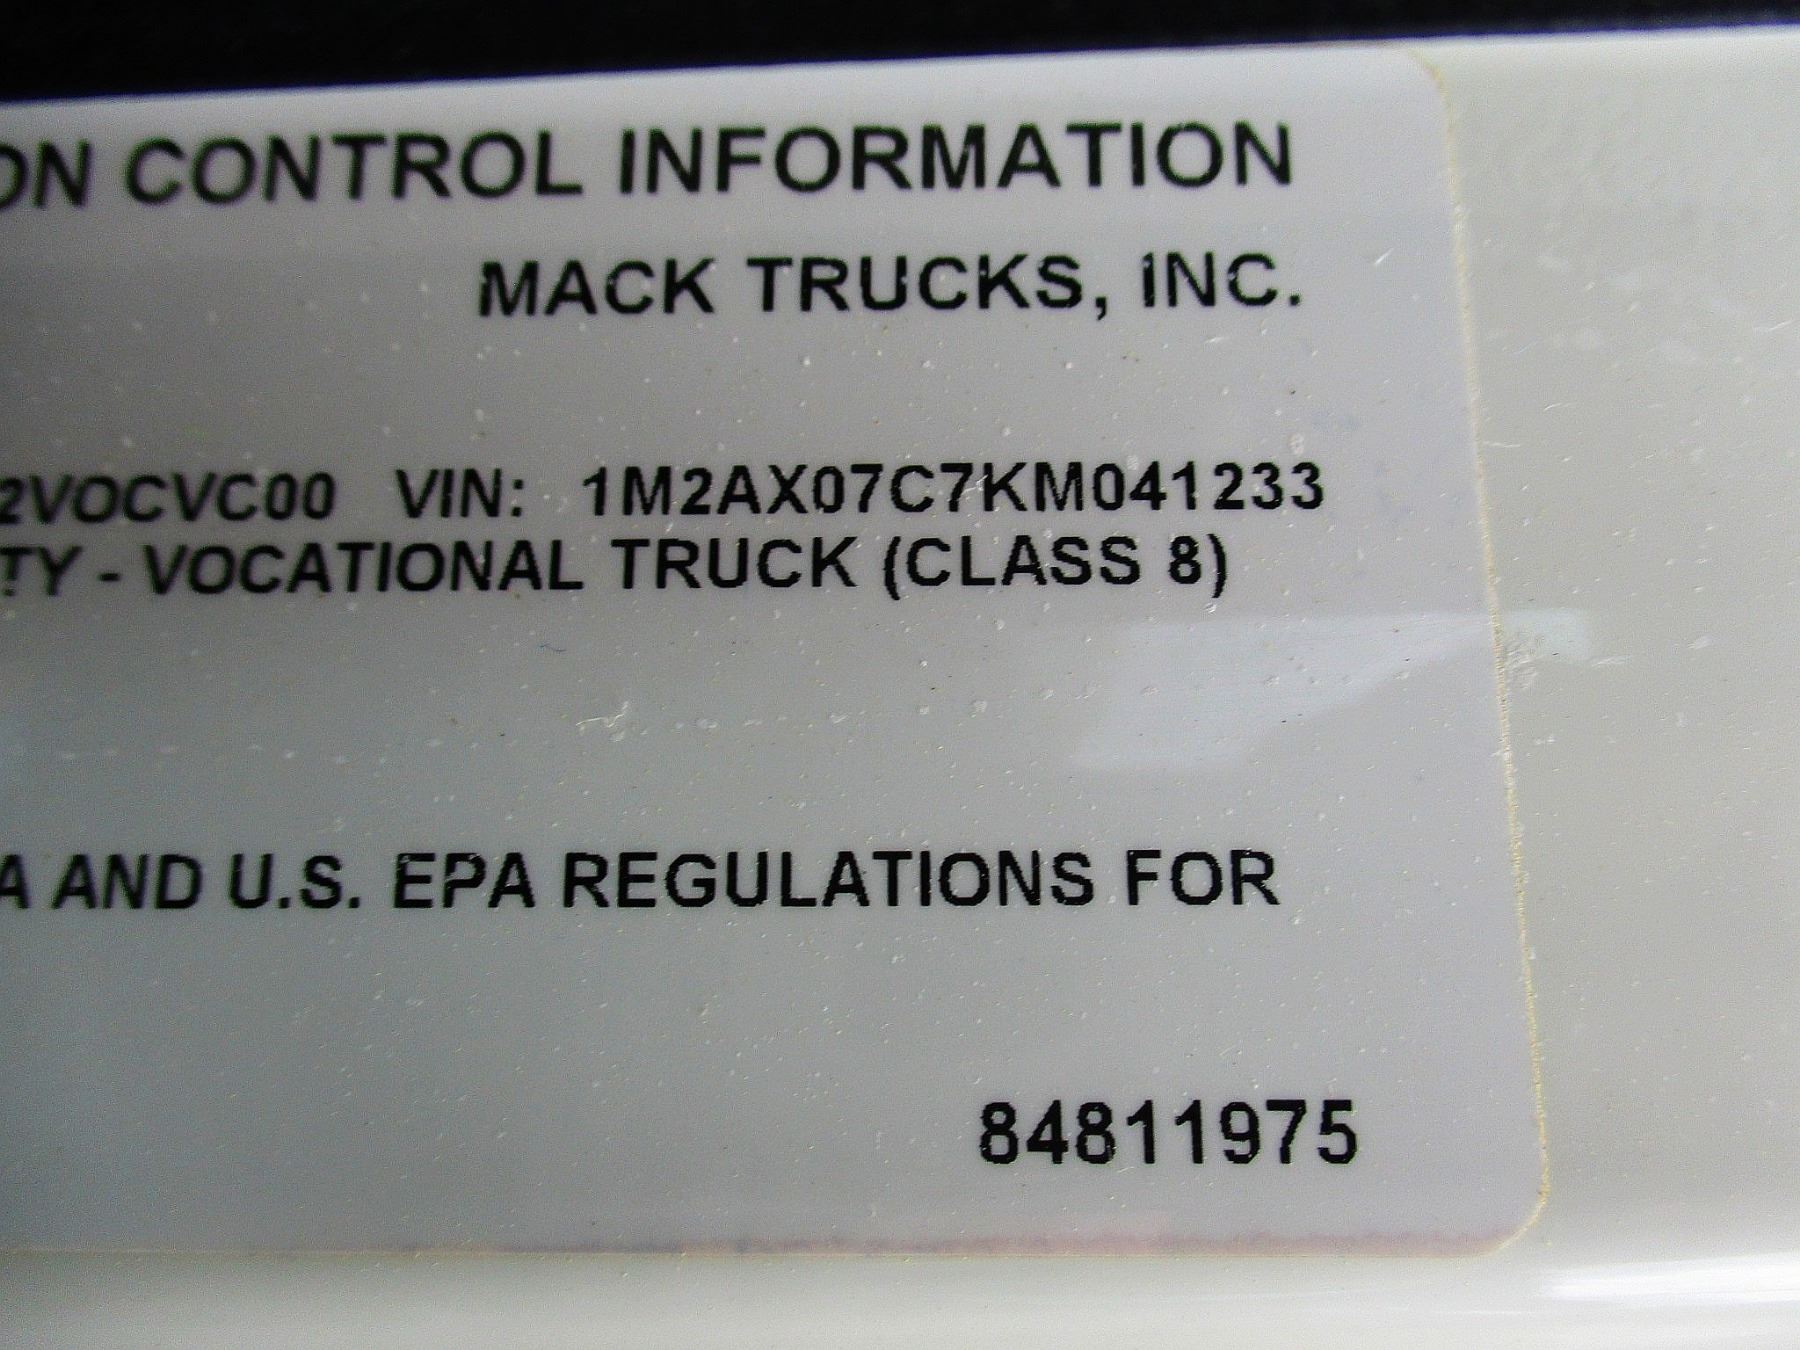 ON CONTROL INFORMATION
MACK TRUCKS, INC.
2VOCVC00 VIN: 1M2AX07C7KM041233
TY - VOCATIONAL TRUCK (CLASS 8)
A AND U.S. EPA REGULATIONS FOR
84811975